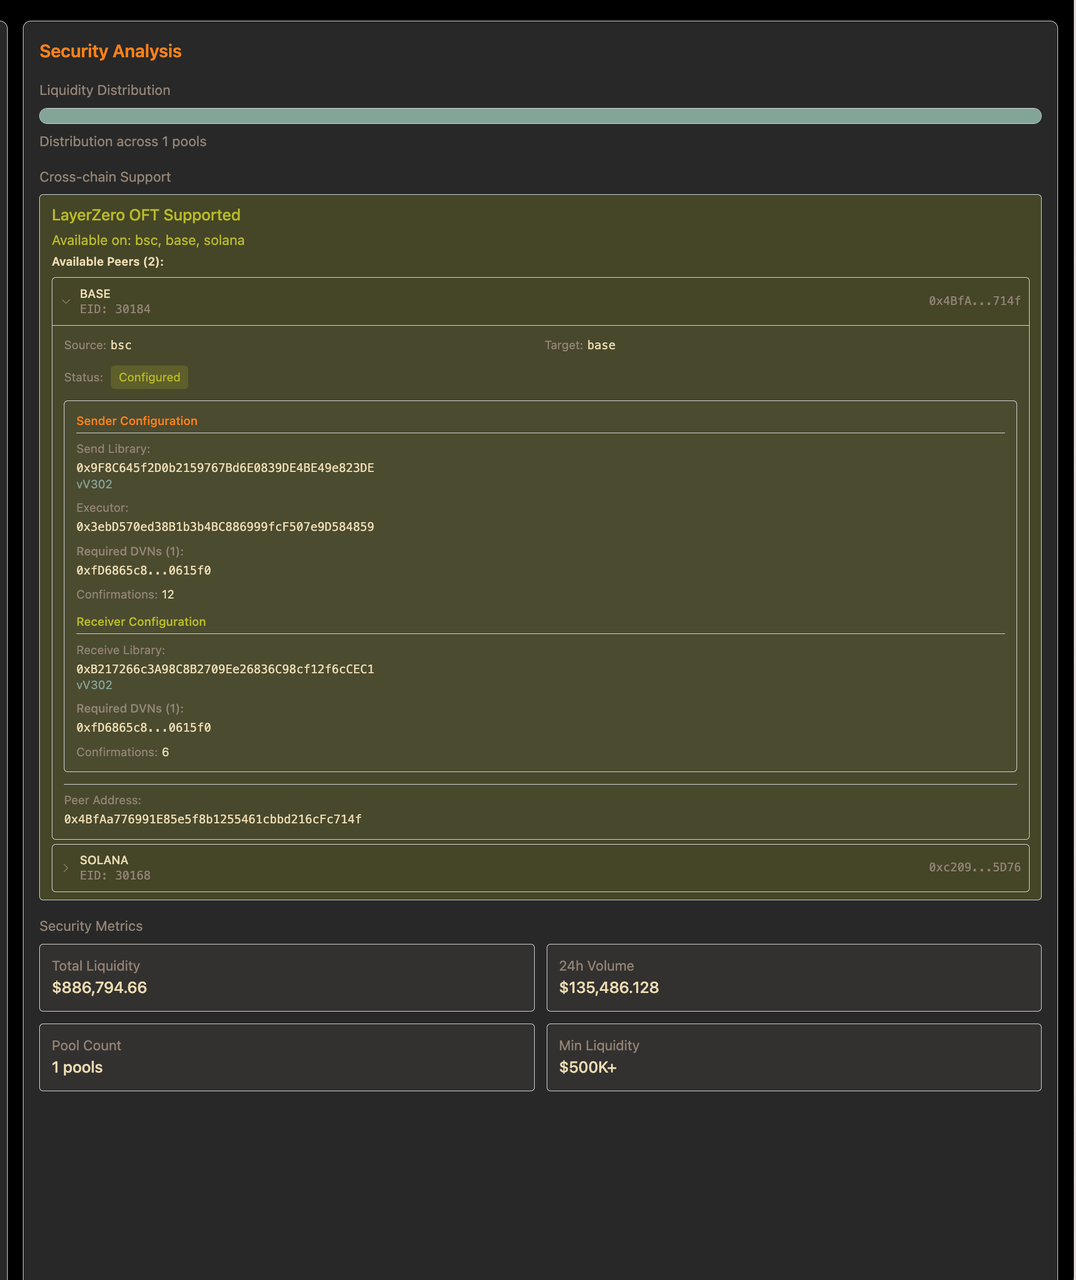 Security Analysis
Liquidity Distribution
Distribution across 1 pools
Cross-chain Support
LayerZero OFT Supported
Available on: bsc, base, solana
Available Peers (2):
BASE
EID: 30184
0x4BfA...714f
Source: bsc
Target: base
Status: Configured
Sender Configuration
Send Library:
0x9F8C645f2D0b2159767Bd6E0839DE4BE49e823DE
vV302
Executor:
0x3ebD570ed38B1b3b4BC886999fcF507e9D584859
Required DVNs (1):
0xfD6865c8...0615f0
Confirmations: 12
Receiver Configuration
Receive Library:
0xB217266c3A98C8B2709Ee26836C98cf12f6cCEC1
vV302
Required DVNs (1):
0xfD6865c8...0615f0
Confirmations: 6
Peer Address:
0x4BfAa776991E85e5f8b1255461cbbd216cFc714f
SOLANA
EID: 30168
0xc209...5D76
Security Metrics
Total Liquidity
$886,794.66
24h Volume
$135,486.128
Pool Count
1 pools
Min Liquidity
$500K+